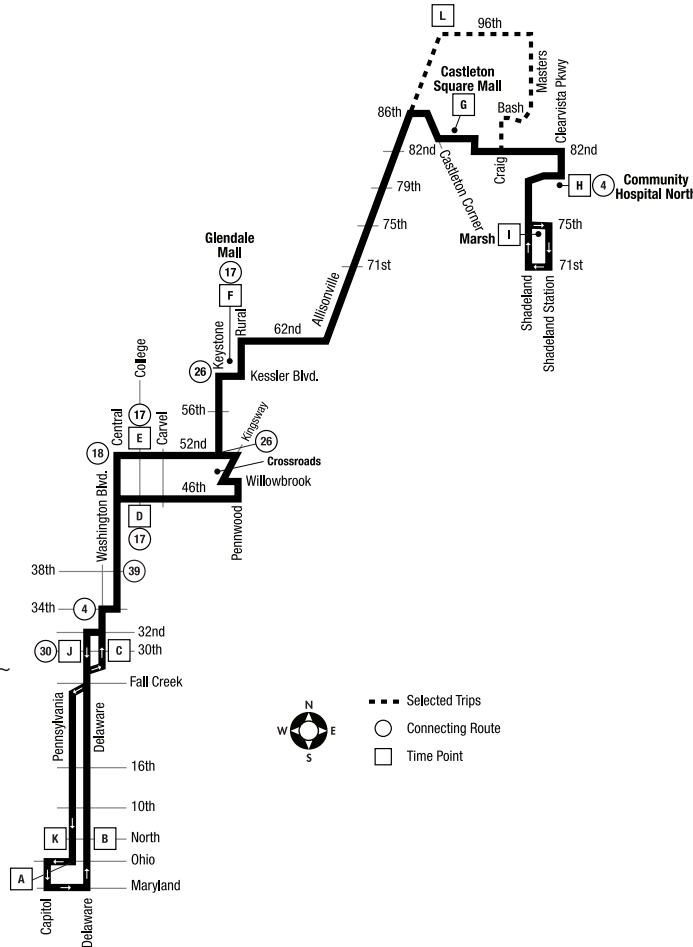 L
96th
Masters
Clearvista Pkwy
Castleton
Square Mall
G
Bash
86th
82nd
Castleton Corner
Craig
82nd
H
4
Community
Hospital North
79th
75th
Marsh
I
75th
71st
71st
Shadeland
Shadeland Station
Glendale
Mall
17
F
Allisonville
Keystone
Rural
62nd
26
Kessler Blvd.
College
56th
Kingsway
17
E
Central
Carvel
52nd
26
18
Crossroads
Willowbrook
46th
Washington Blvd.
D
17
Pennwood
38th
39
34th
4
32nd
30
J
C
30th
~
Fall Creek
Pennsylvania
Delaware
N
W
E
S
Selected Trips
Connecting Route
Time Point
16th
10th
K
B
North
Ohio
A
Maryland
Capitol
Delaware